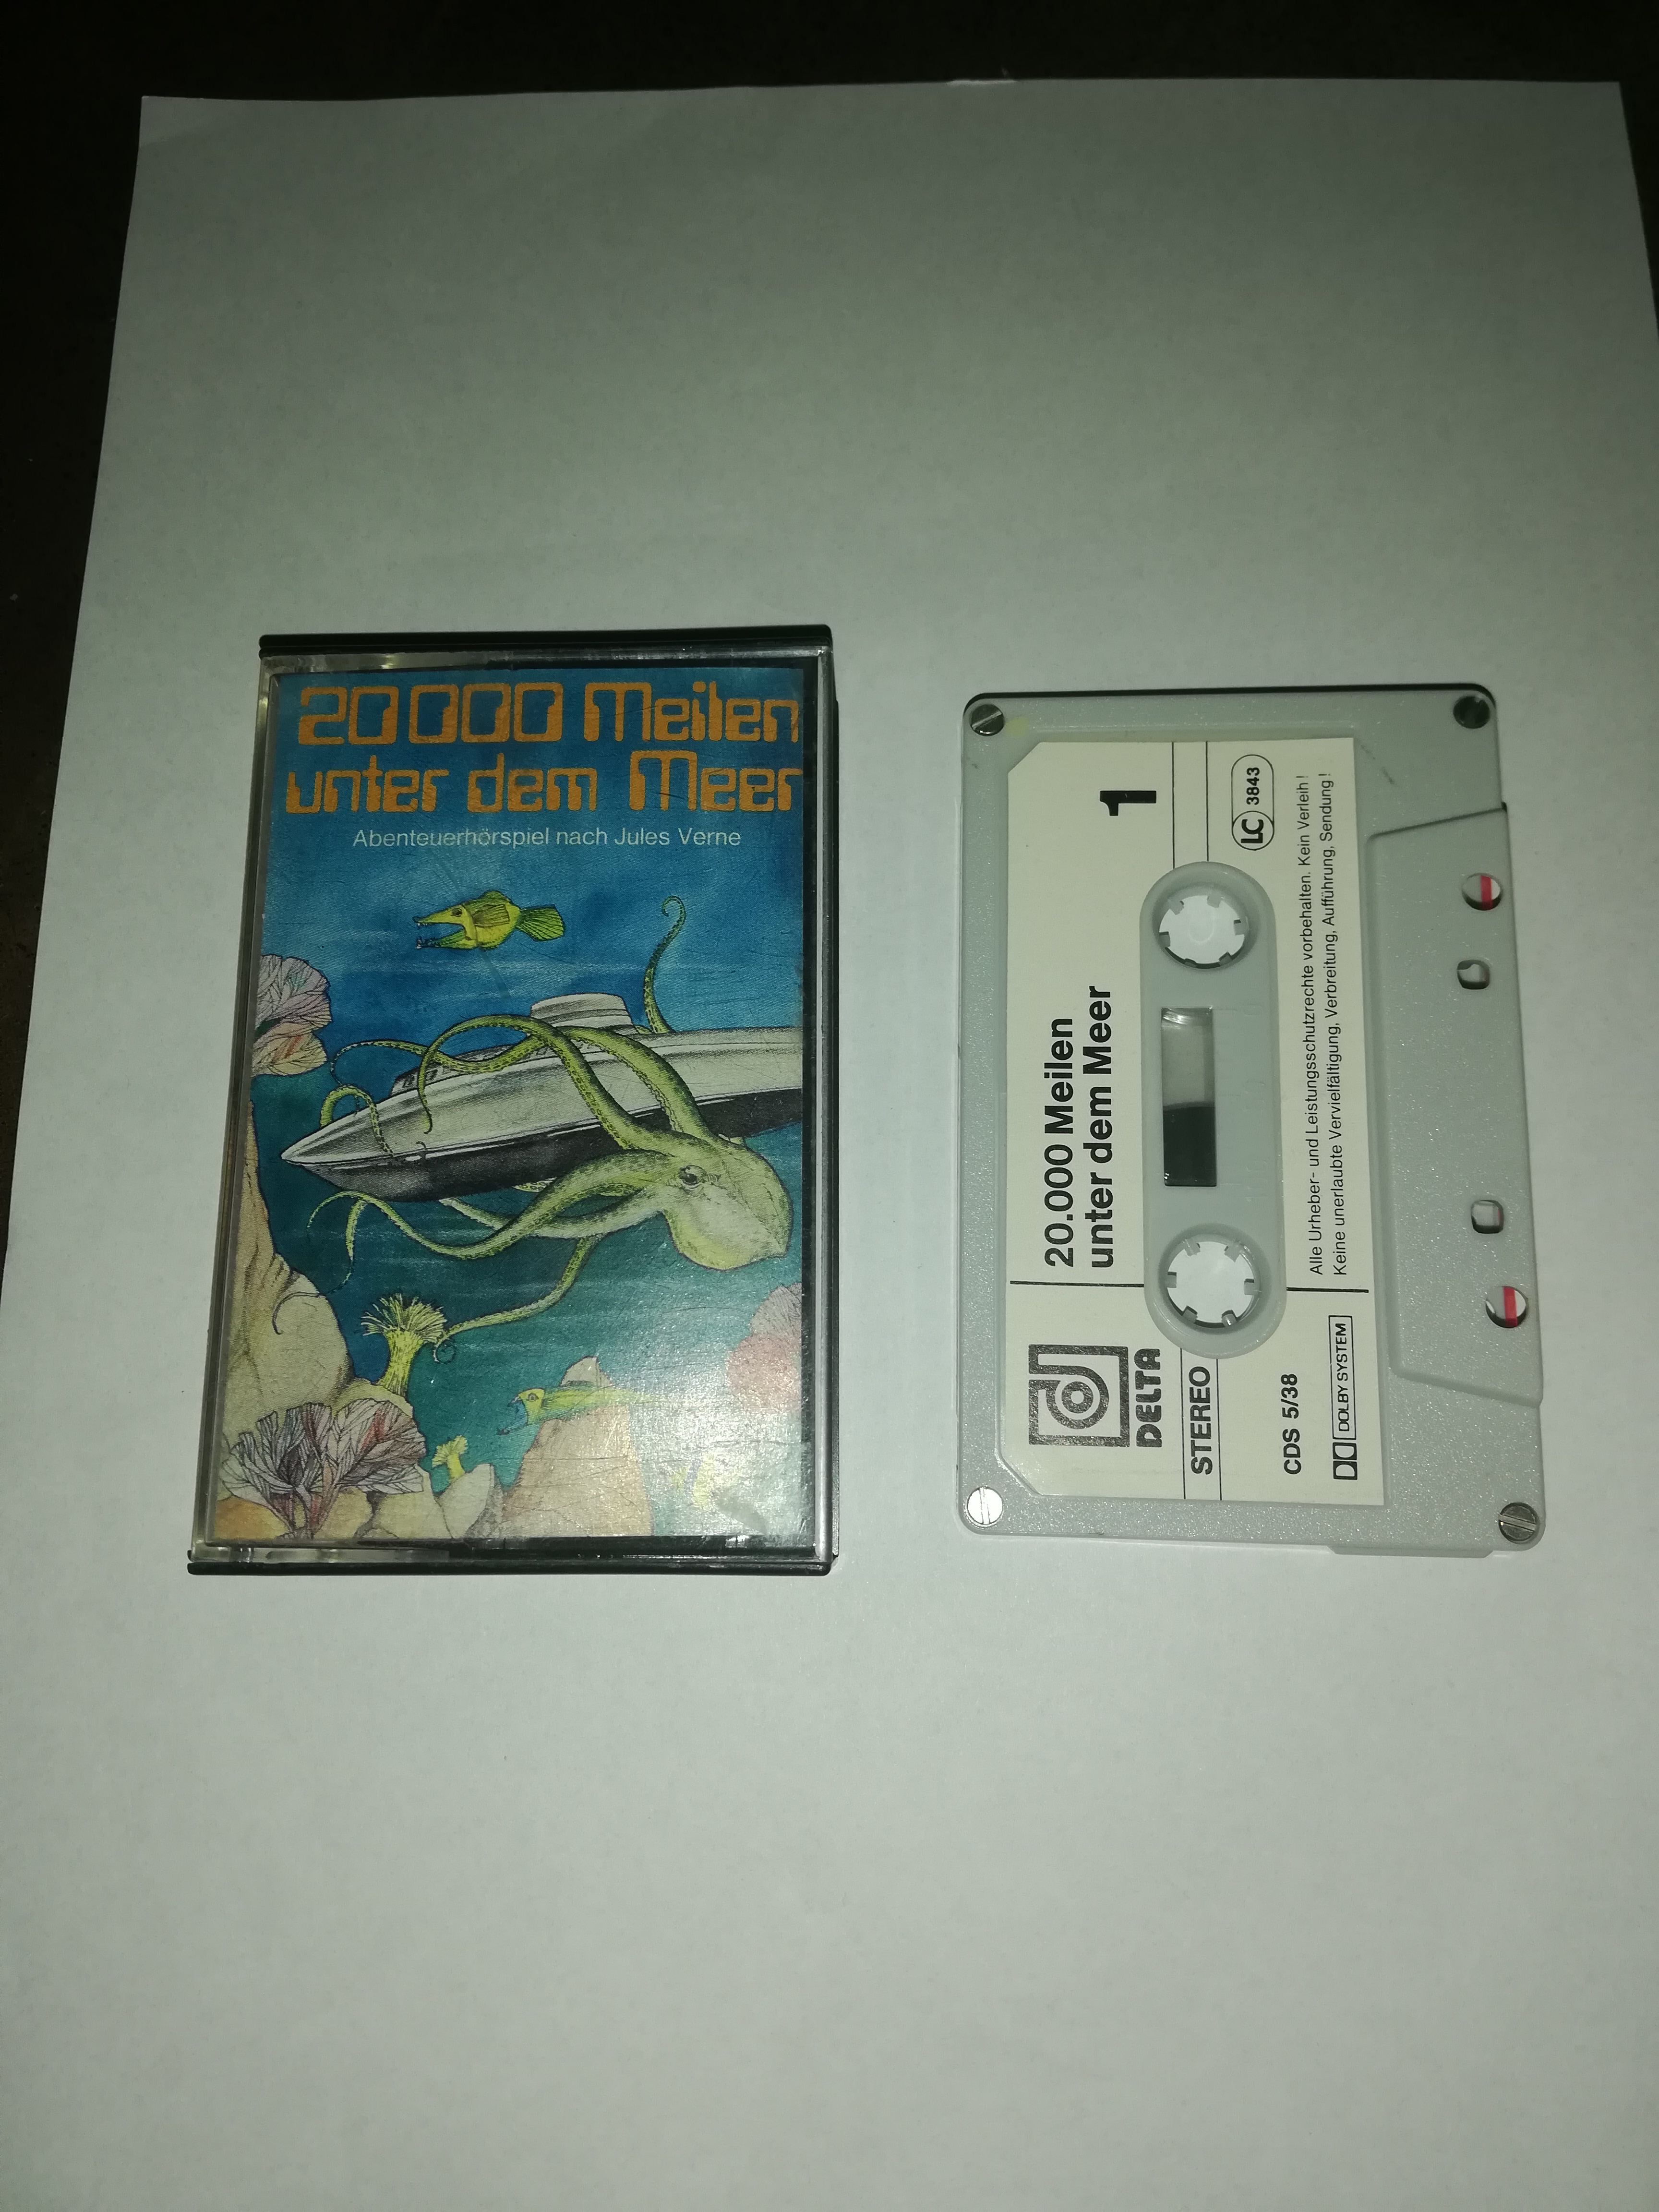 20 000 Meilen
unter dem Meer
Abenteuerhörspiel nach Jules Verne
DELTA
20.000 Meilen
unter dem Meer
1
STEREO
CDS 5/38
LC 3843
DOLBY SYSTEM
Alle Urheber- und Leistungsschutzrechte vorbehalten. Kein Verleih!
Keine unerlaubte Vervielfältigung, Verbreitung, Aufführung, Sendung!